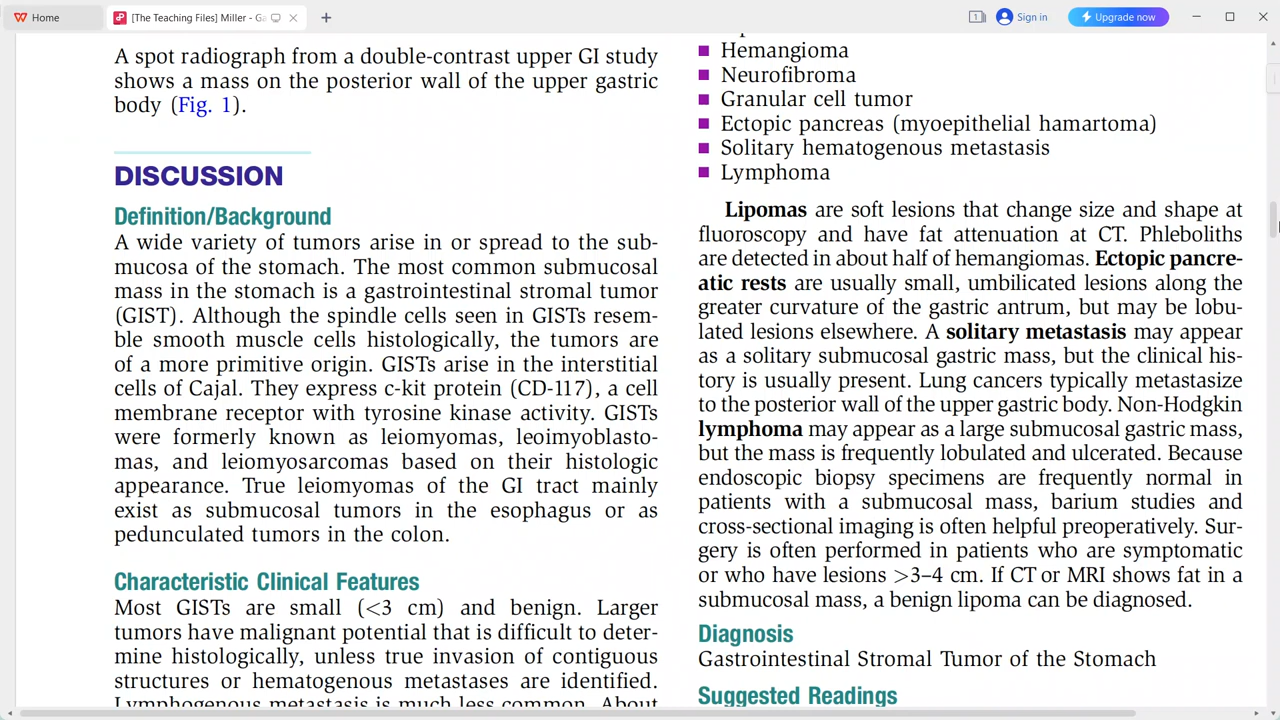 Home
[The Teaching Files] Miller - Ga
1
Sign in
Upgrade now
A spot radiograph from a double-contrast upper GI study
shows a mass on the posterior wall of the upper gastric
body (Fig. 1).
DISCUSSION
Definition/Background
A wide variety of tumors arise in or spread to the sub-
mucosa of the stomach. The most common submucosal
mass in the stomach is a gastrointestinal stromal tumor
(GIST). Although the spindle cells seen in GISTs resem-
ble smooth muscle cells histologically, the tumors are
of a more primitive origin. GISTs arise in the interstitial
cells of Cajal. They express c-kit protein (CD-117), a cell
membrane receptor with tyrosine kinase activity. GISTs
were formerly known as leiomyomas, leoimyoblasto-
mas, and leiomyosarcomas based on their histologic
appearance. True leiomyomas of the GI tract mainly
exist as submucosal tumors in the esophagus or as
pedunculated tumors in the colon.
Characteristic Clinical Features
Most GISTs are small (<3 cm) and benign. Larger
tumors have malignant potential that is difficult to deter-
mine histologically, unless true invasion of contiguous
structures or hematogenous metastases are identified.
Lymphogenous metastasis is much less common. About
Hemangioma
Neurofibroma
Granular cell tumor
Ectopic pancreas (myoepithelial hamartoma)
Solitary hematogenous metastasis
Lymphoma
Lipomas are soft lesions that change size and shape at
fluoroscopy and have fat attenuation at CT. Phleboliths
are detected in about half of hemangiomas. Ectopic pancre-
atic rests are usually small, umbilicated lesions along the
greater curvature of the gastric antrum, but may be lobu-
lated lesions elsewhere. A solitary metastasis may appear
as a solitary submucosal gastric mass, but the clinical his-
tory is usually present. Lung cancers typically metastasize
to the posterior wall of the upper gastric body. Non-Hodgkin
lymphoma may appear as a large submucosal gastric mass,
but the mass is frequently lobulated and ulcerated. Because
endoscopic biopsy specimens are frequently normal in
patients with a submucosal mass, barium studies and
cross-sectional imaging is often helpful preoperatively. Sur-
gery is often performed in patients who are symptomatic
or who have lesions >3–4 cm. If CT or MRI shows fat in a
submucosal mass, a benign lipoma can be diagnosed.
Diagnosis
Gastrointestinal Stromal Tumor of the Stomach
Suggested Readings